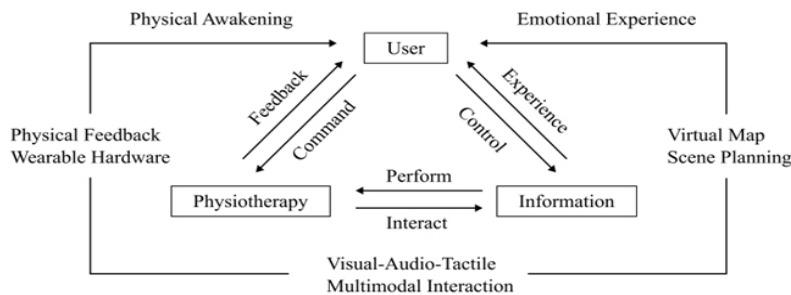 Physical Awakening
Emotional Experience
User
Feedback
Command
Control
Experience
Physical Feedback
Wearable Hardware
Virtual Map
Scene Planning
Perform
Physiotherapy
Information
Interact
Visual-Audio-Tactile
Multimodal Interaction